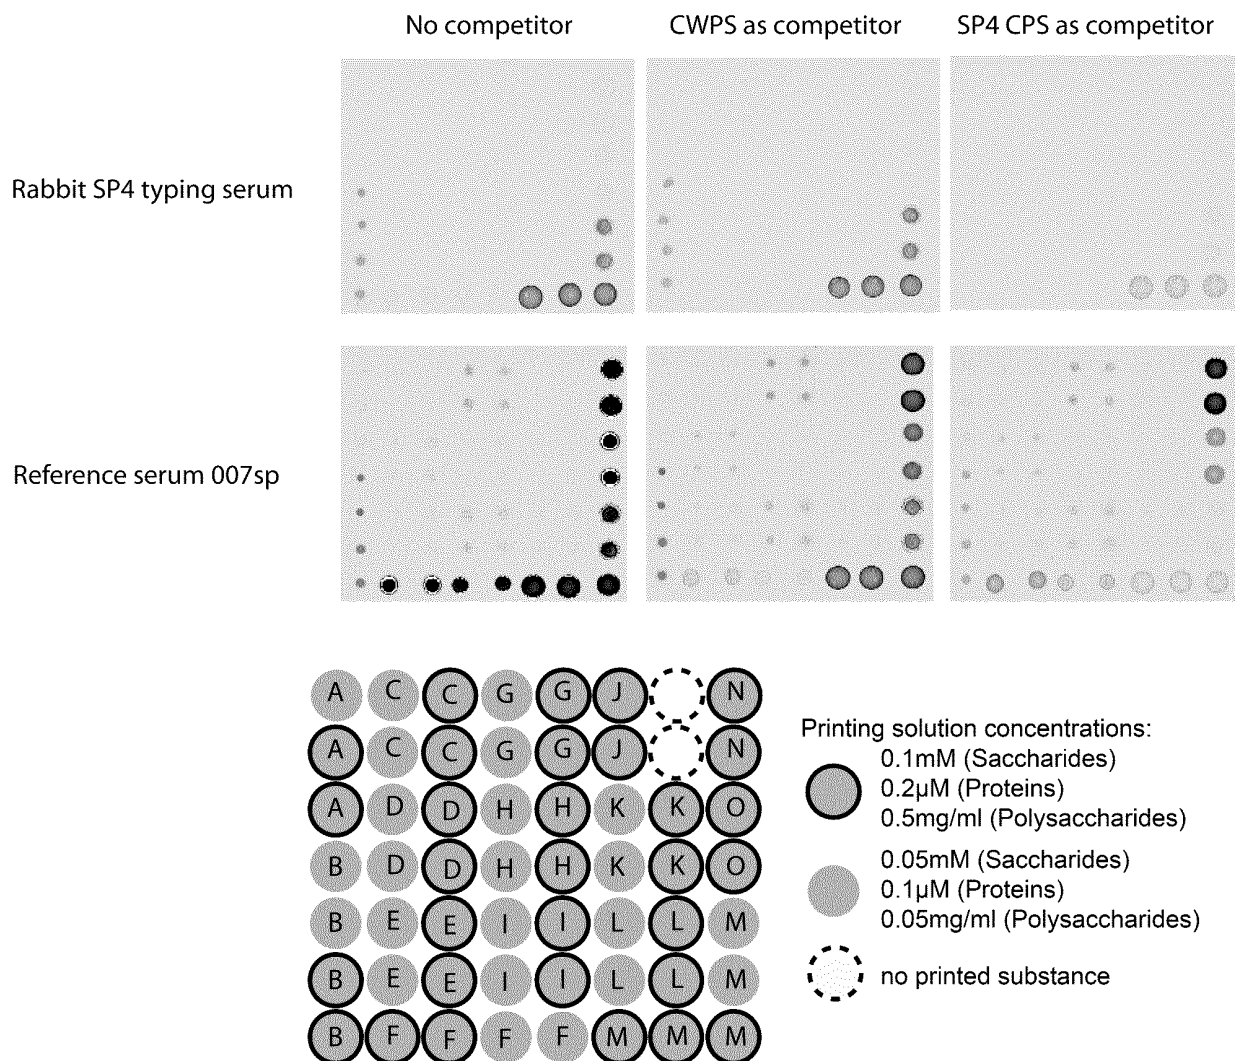 No competitor CWPS as competitor SP4 CPS as competitor
Rabbit SP4 typing serum
Reference serum 007sp
A C C G G J N
A C C G G J N
A D D H H K K O
B D D H H K K O
B E E I I L L M
B E E I I L L M
B F F F F M M M
Printing solution concentrations:
0.1mM (Saccharides)
0.2µM (Proteins)
0.5mg/ml (Polysaccharides)
0.05mM (Saccharides)
0.1µM (Proteins)
0.05mg/ml (Polysaccharides)
no printed substance